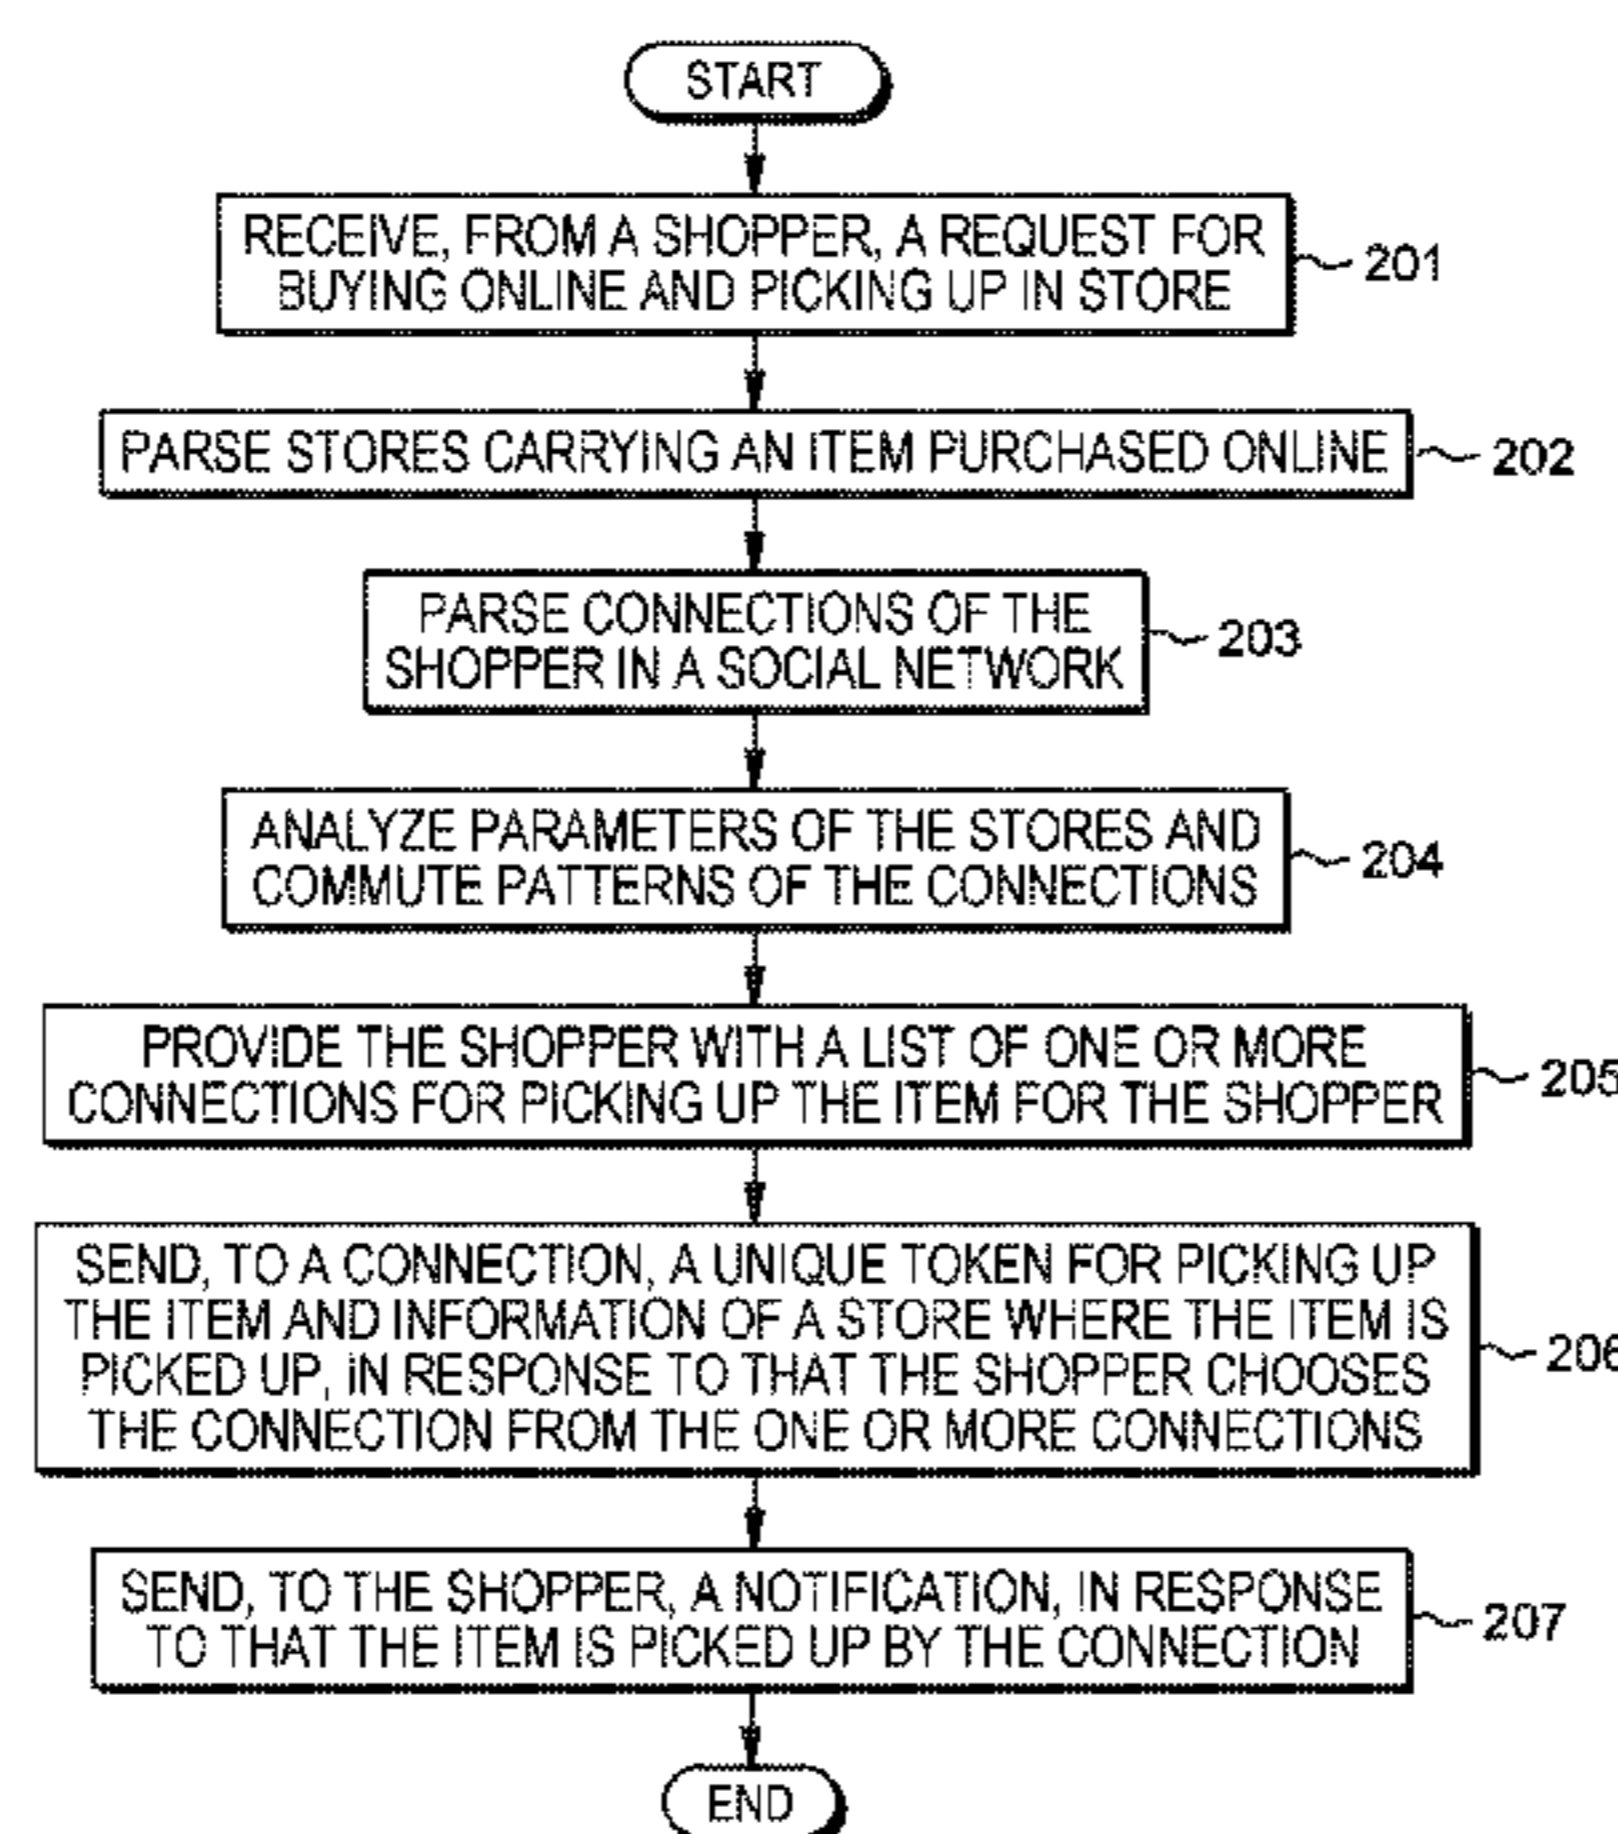 START
RECEIVE, FROM A SHOPPER, A REQUEST FOR
BUYING ONLINE AND PICKING UP IN STORE
201
PARSE STORES CARRYING AN ITEM PURCHASED ONLINE
202
PARSE CONNECTIONS OF THE
SHOPPER IN A SOCIAL NETWORK
203
ANALYZE PARAMETERS OF THE STORES AND
COMMUTE PATTERNS OF THE CONNECTIONS
204
PROVIDE THE SHOPPER WITH A LIST OF ONE OR MORE
CONNECTIONS FOR PICKING UP THE ITEM FOR THE SHOPPER
205
SEND, TO A CONNECTION, A UNIQUE TOKEN FOR PICKING UP
THE ITEM AND INFORMATION OF A STORE WHERE THE ITEM IS
PICKED UP, IN RESPONSE TO THAT THE SHOPPER CHOOSES
THE CONNECTION FROM THE ONE OR MORE CONNECTIONS
206
SEND, TO THE SHOPPER, A NOTIFICATION, IN RESPONSE
TO THAT THE ITEM IS PICKED UP BY THE CONNECTION
207
END